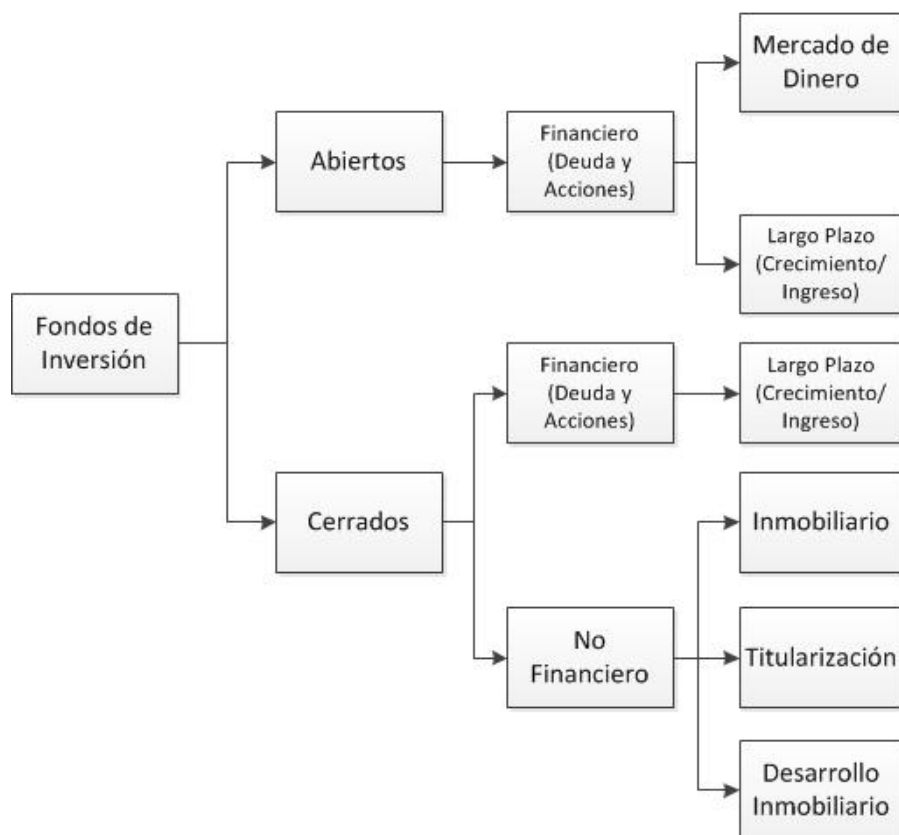 Mercado de
Dinero
Abiertos
Financiero
(Deuda y
Acciones)
Largo Plazo
(Crecimiento/
Ingreso)
Fondos de
Inversión
Financiero
(Deuda y
Acciones)
Largo Plazo
(Crecimiento/
Ingreso)
Cerrados
Inmobiliario
No
Financiero
Titularización
Desarrollo
Inmobiliario